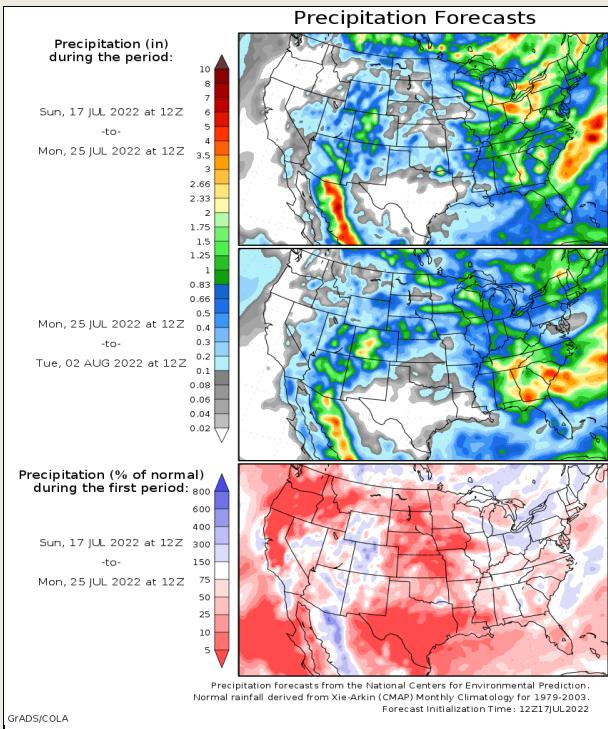 Precipitation Forecasts
Precipitation (in)
during the period:
Sun, 17 JUL 2022 at 12Z
-to-
Mon, 25 JUL 2022 at 12Z
10
8
7
6
5
4
3.5
3
2.66
2.33
2
1.75
1.5
1.25
1
0.83
0.66
0.5
0.4
0.3
0.2
0.1
0.08
0.06
0.04
0.02
Mon, 25 JUL 2022 at 12Z
-to-
Tue, 02 AUG 2022 at 12Z
Precipitation (% of normal)
during the first period:
Sun, 17 JUL 2022 at 12Z
-to-
Mon, 25 JUL 2022 at 12Z
800
600
400
300
150
75
50
25
10
5
Precipitation forecasts from the National Centers for Environmental Prediction.
Normal rainfall derived from Xie-Arkin (CMAP) Monthly Climatology for 1979-2003.
Forecast Initialization Time: 12Z17JUL2022
GrADS/COLA